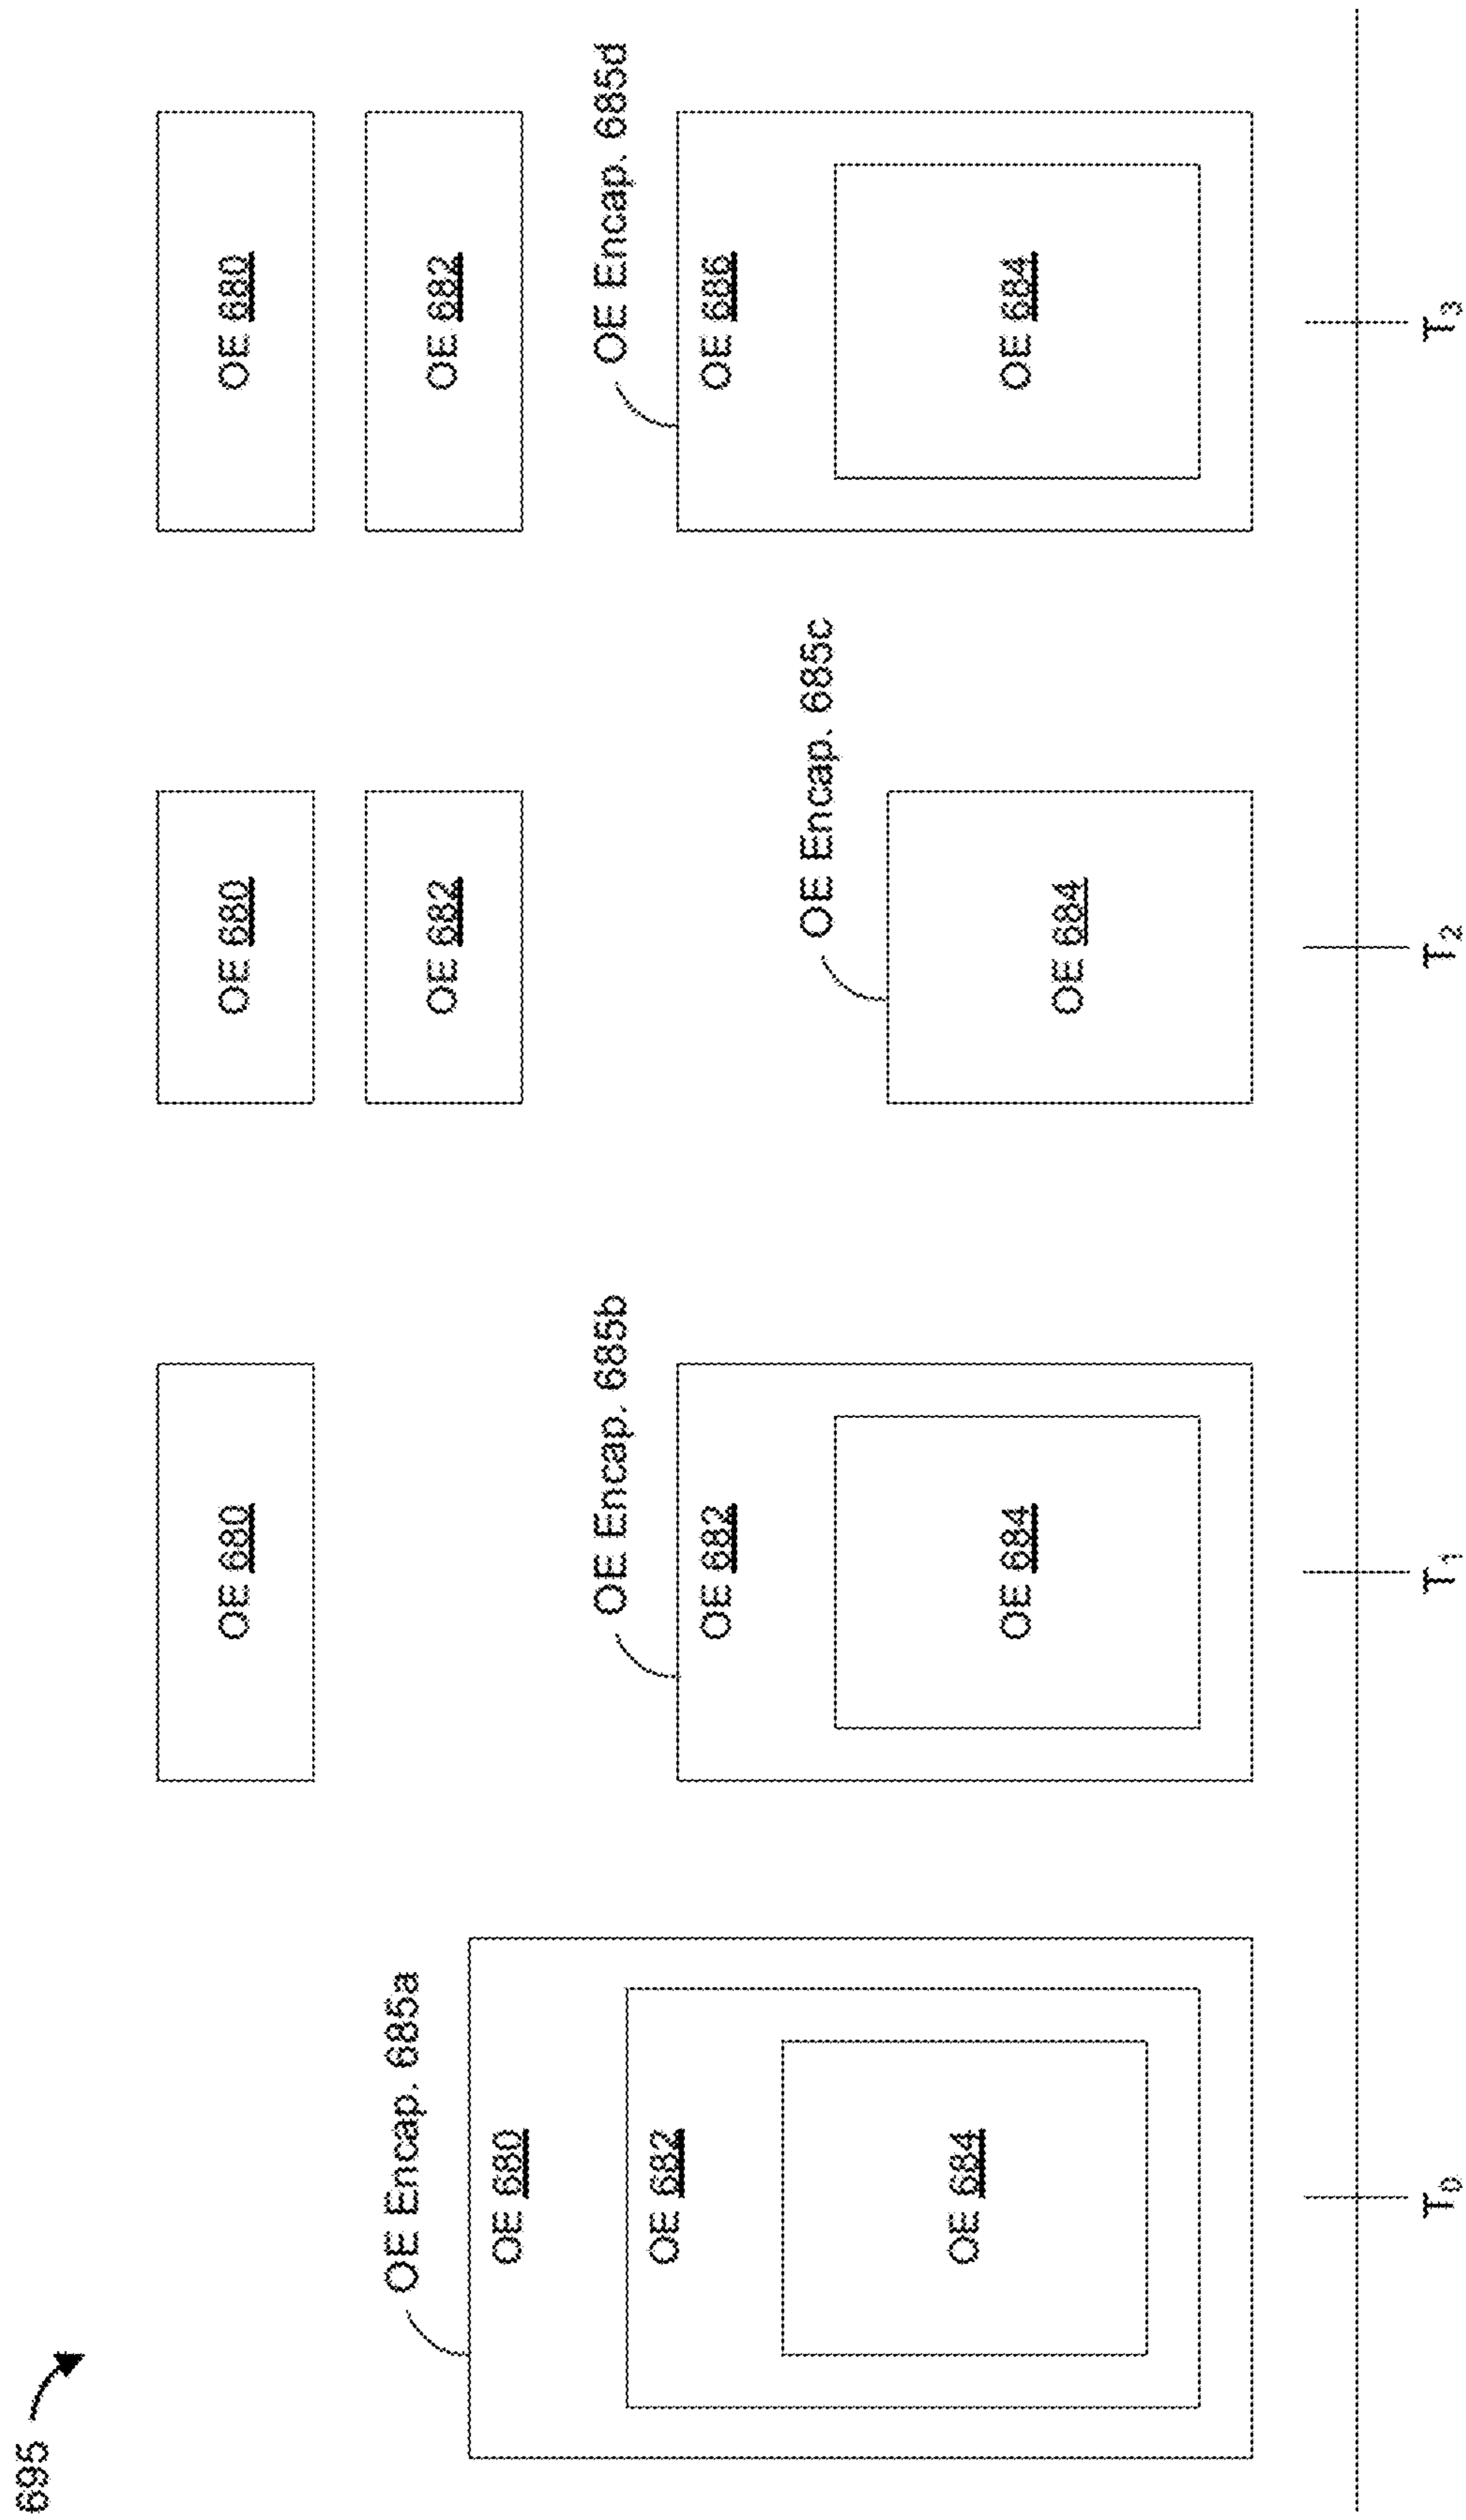 695
OE Encap. 685a
OE 680
OE 682
OE 684
T0
OE 680
OE Encap. 685b
OE 682
OE 684
T1
OE 680
OE 682
OE Encap. 685c
OE 684
T2
OE 680
OE 682
OE Encap. 685d
OE 686
OE 684
T3